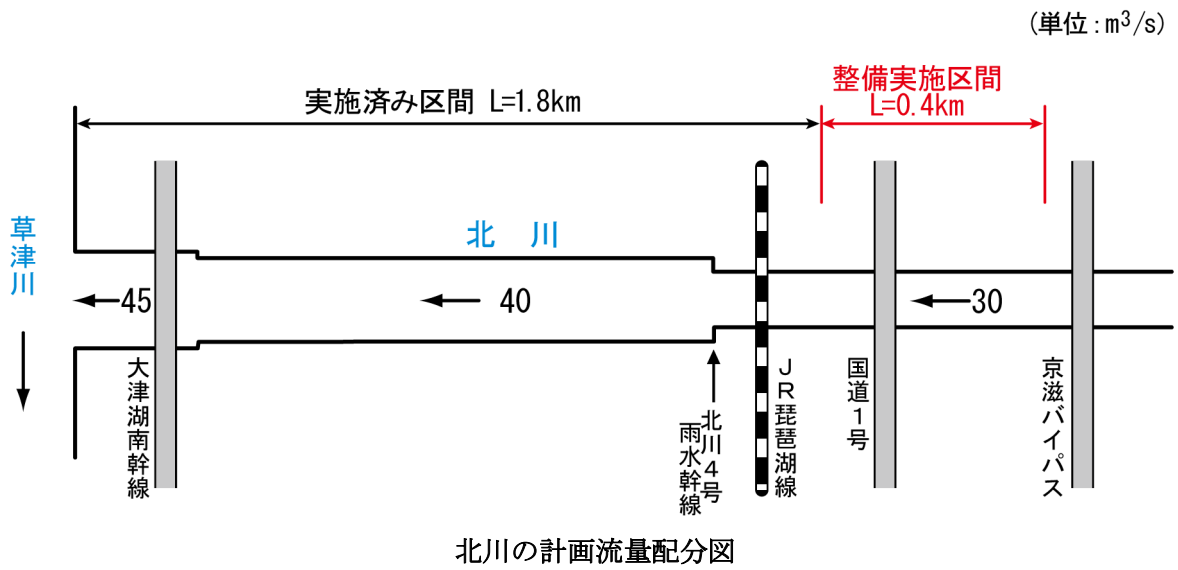 (単位:m³/s)
整備実施区間
L=0.4km
実施済み区間 L=1.8km
草津川
北 川
45
40
30
大津湖南幹線
北川4号
雨水幹線
JR琵琶湖線
国道1号
京滋バイパス
北川の計画流量配分図